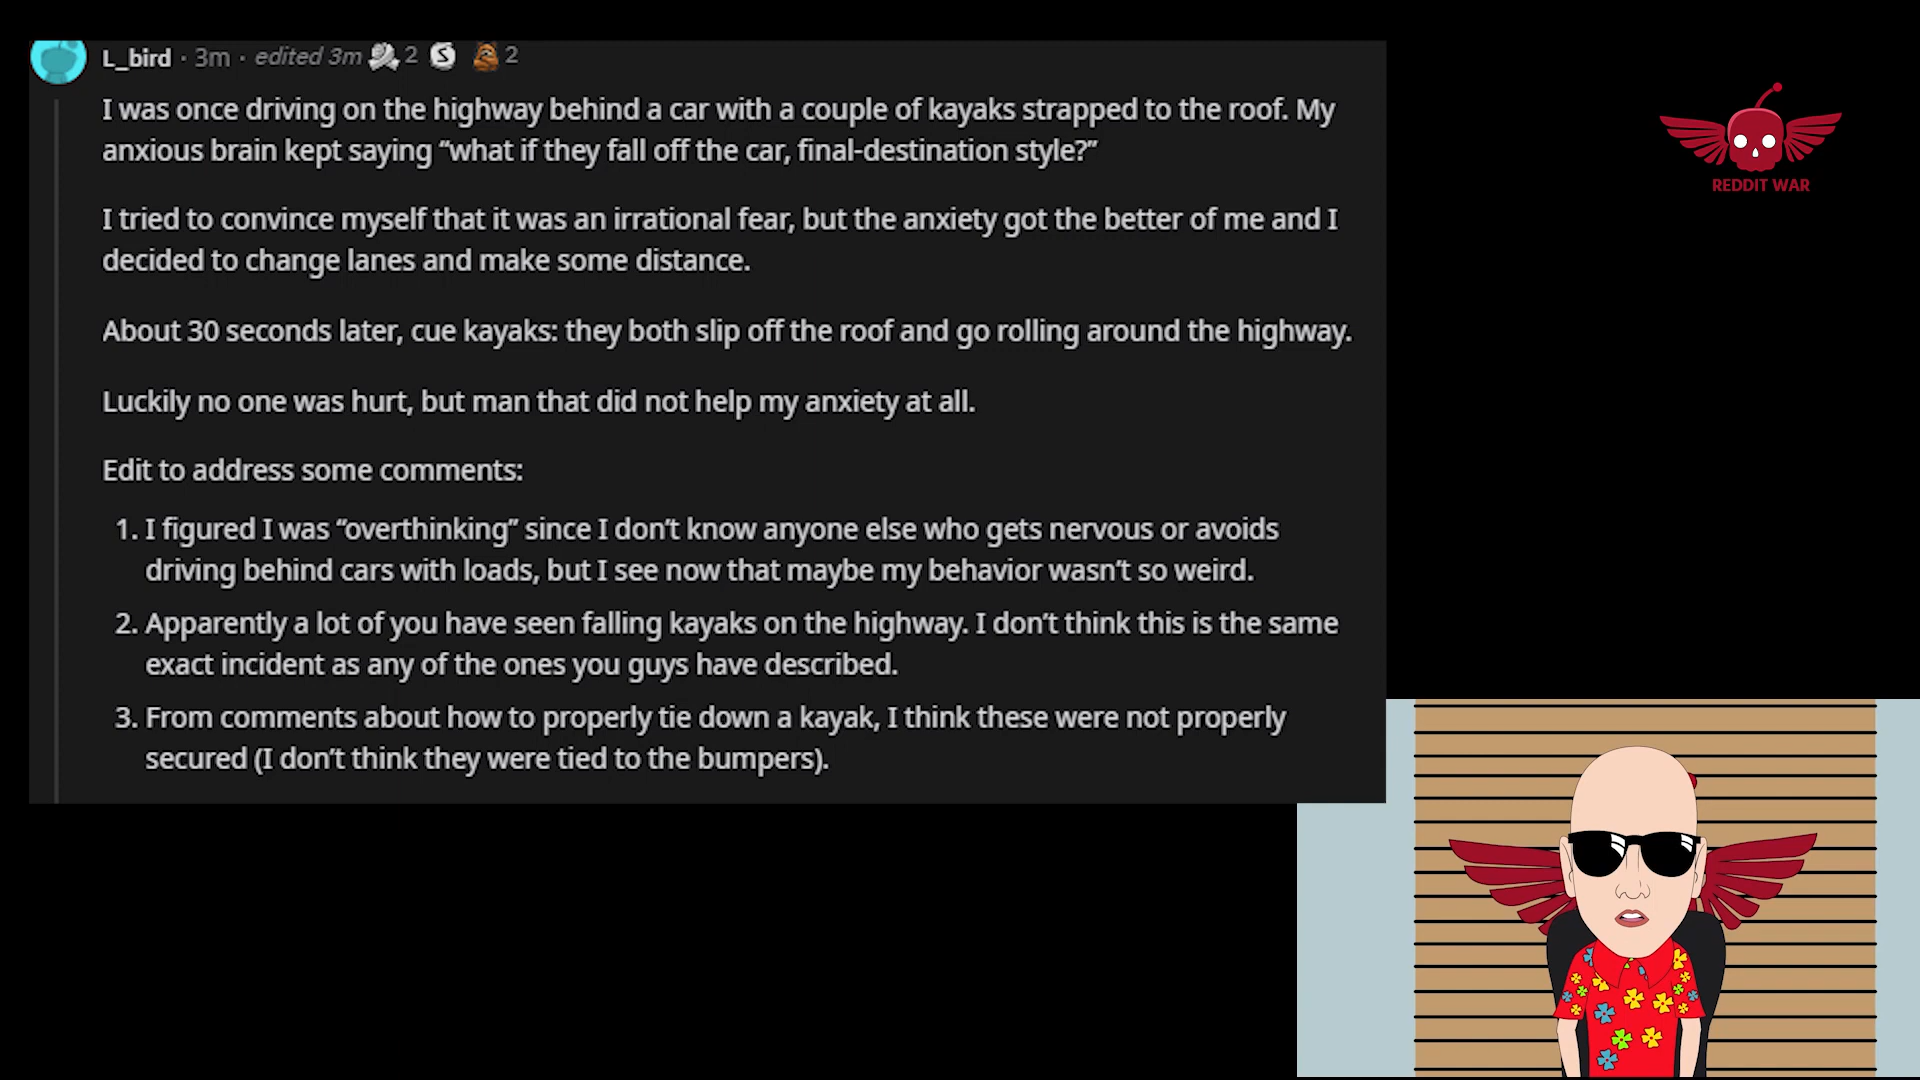 L_bird · 3m · edited 3m 2 S 2
I was once driving on the highway behind a car with a couple of kayaks strapped to the roof. My
anxious brain kept saying “what if they fall off the car, final-destination style?”
I tried to convince myself that it was an irrational fear, but the anxiety got the better of me and I
decided to change lanes and make some distance.
About 30 seconds later, cue kayaks: they both slip off the roof and go rolling around the highway.
Luckily no one was hurt, but man that did not help my anxiety at all.
Edit to address some comments:
1. I figured I was “overthinking” since I don’t know anyone else who gets nervous or avoids
driving behind cars with loads, but I see now that maybe my behavior wasn’t so weird.
2. Apparently a lot of you have seen falling kayaks on the highway. I don’t think this is the same
exact incident as any of the ones you guys have described.
3. From comments about how to properly tie down a kayak, I think these were not properly
secured (I don’t think they were tied to the bumpers).
REDDIT WAR